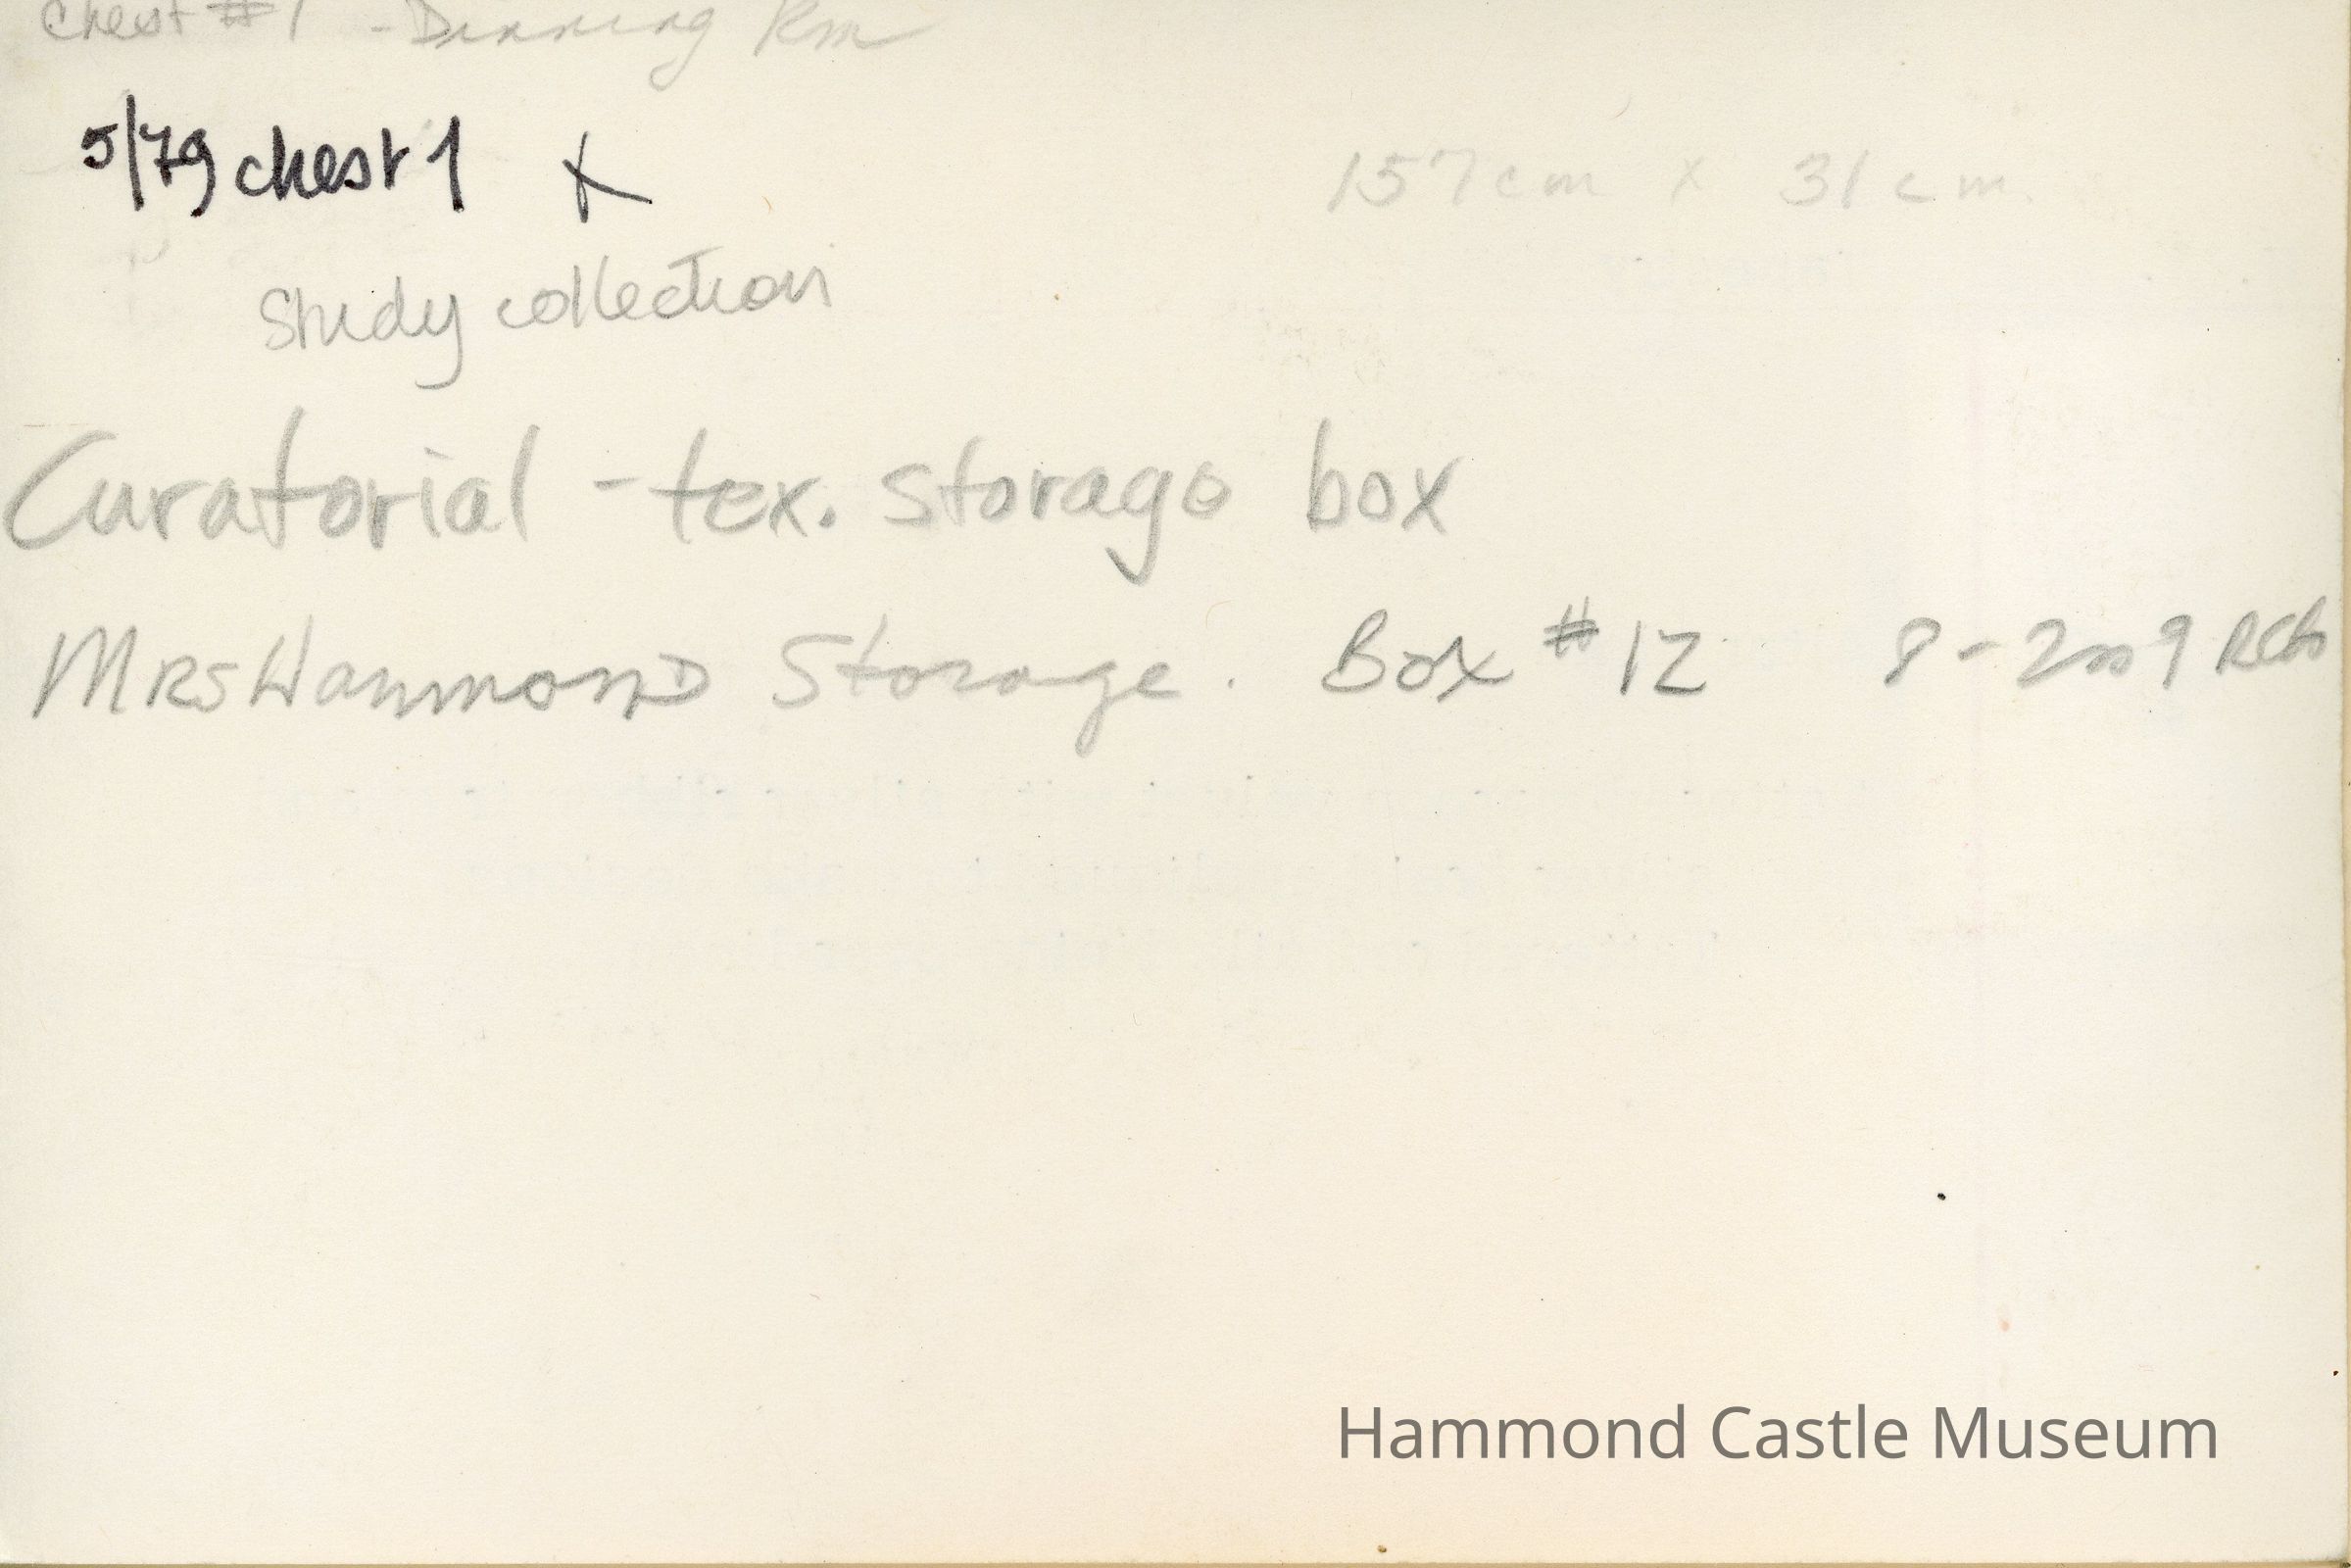 Chest #1 - Dinning Rm
5/79 chest 1 X
157cm x 31cm
Study collection
Curatorial - tex. storage box
MRS HammonD Storage. Box #12 8-2009
Hammond Castle Museum